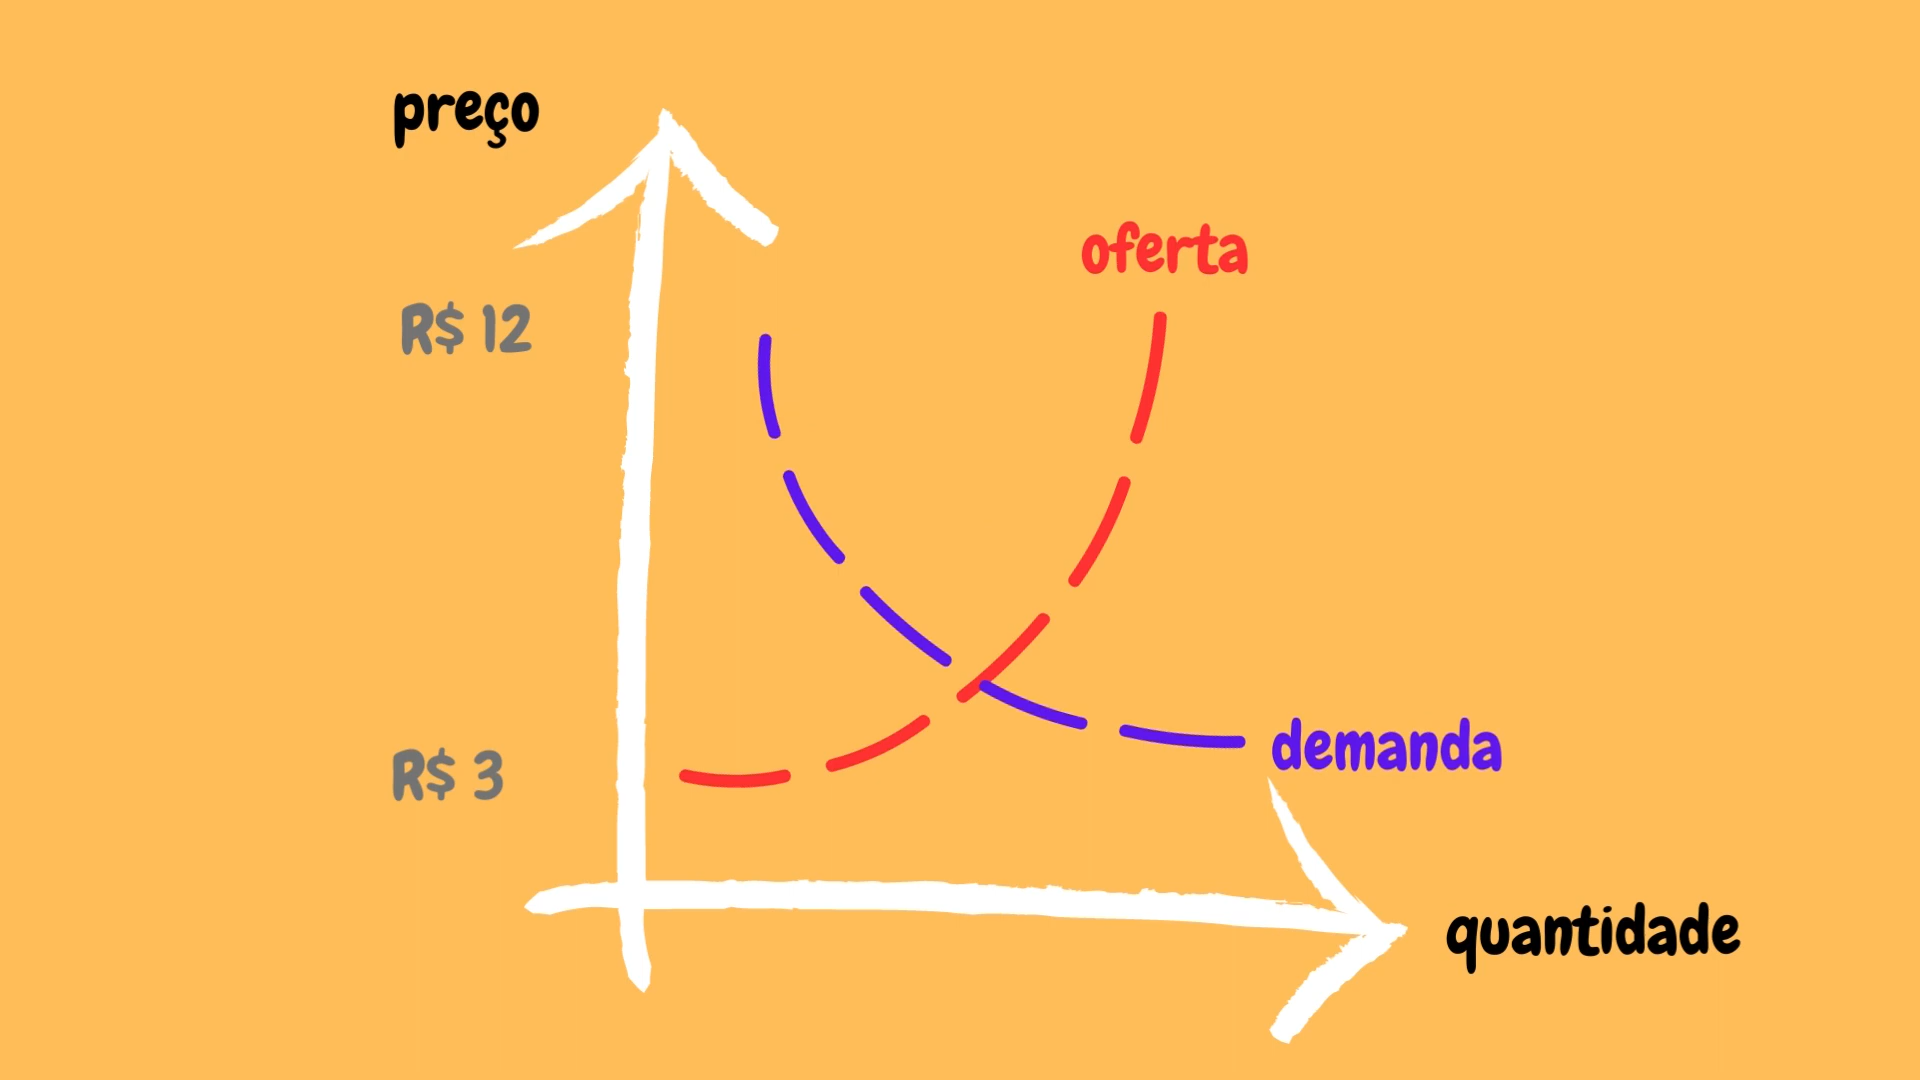 preço
oferta
R$ 12
demanda
R$ 3
quantidade